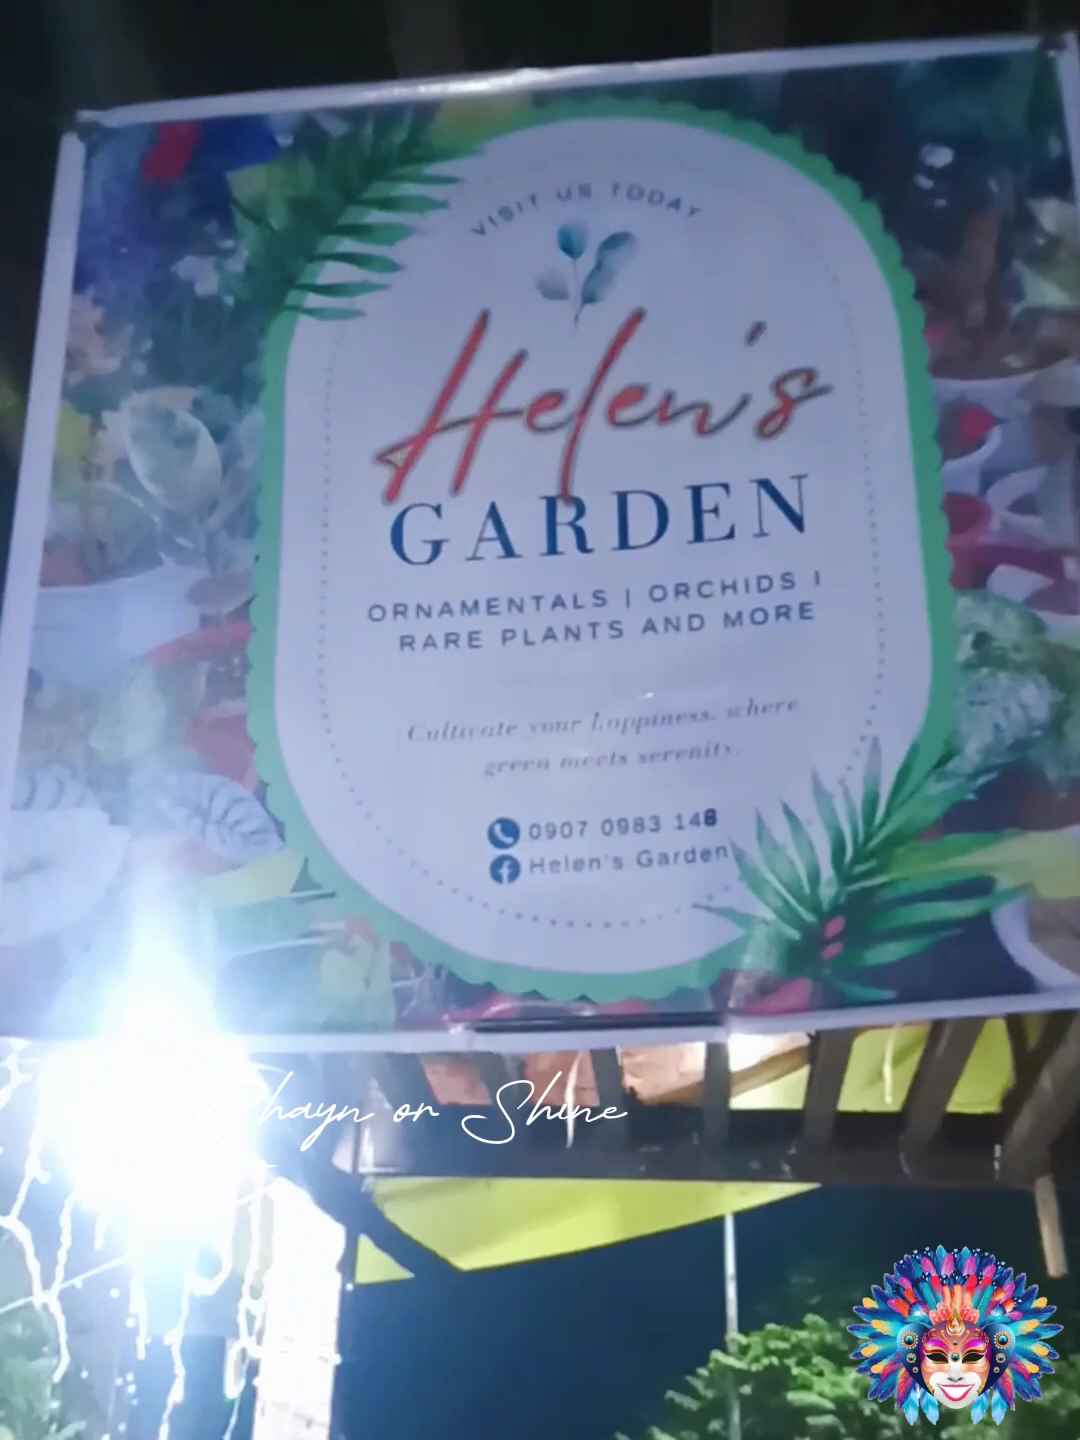 VISIT US TODAY
Helen's
GARDEN
ORNAMENTALS | ORCHIDS |
RARE PLANTS AND MORE
Cultivate your happiness, where
green meets serenity.
0907 0983 148
Helen's Garden
Rhayn or Shine